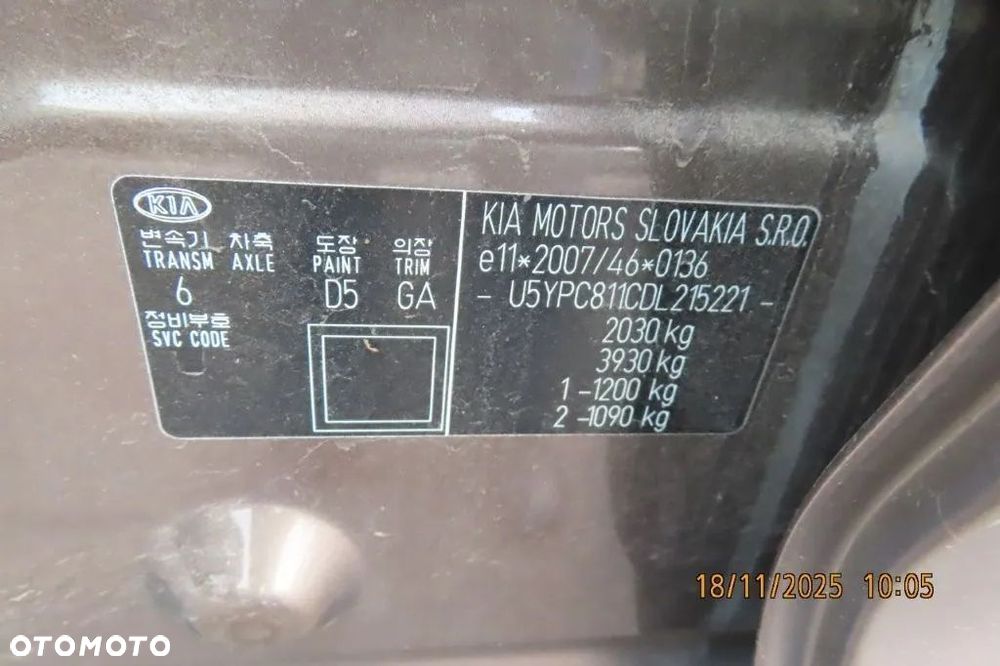 KIA
변속기 차축 도장 의장
TRANSM AXLE PAINT TRIM
6 D5 GA
정비부호
SVC CODE
KIA MOTORS SLOVAKIA S.R.O.
e11*2007/46*0136
- U5YPC811CDL215221 -
2030 kg
3930 kg
1 -1200 kg
2 -1090 kg
18/11/2025 10:05
OTOMOTO